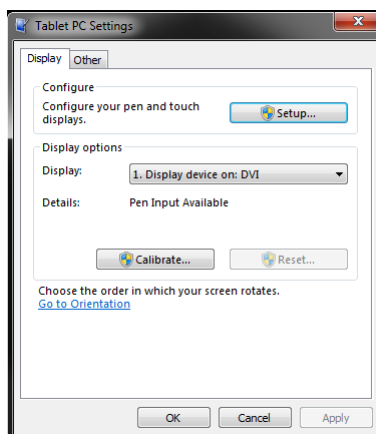 Tablet PC Settings
Display
Other
Configure
Configure your pen and touch
displays.
Setup...
Display options
Display:
1. Display device on: DVI
Details:
Pen Input Available
Calibrate...
Reset...
Choose the order in which your screen rotates.
Go to Orientation
OK
Cancel
Apply